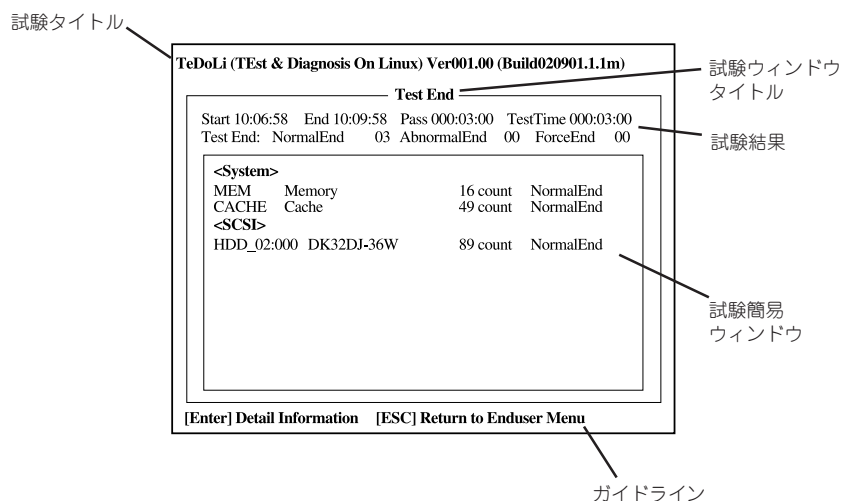 試験タイトル
TeDoLi (TEst & Diagnosis On Linux) Ver001.00 (Build020901.1.1m)
試験ウィンドウ
タイトル
Test End
Start 10:06:58 End 10:09:58 Pass 000:03:00 TestTime 000:03:00
Test End: NormalEnd 03 AbnormalEnd 00 ForceEnd 00
試験結果
<System>
MEM Memory 16 count NormalEnd
CACHE Cache 49 count NormalEnd
<SCSI>
HDD_02:000 DK32DJ-36W 89 count NormalEnd
試験簡易
ウィンドウ
[Enter] Detail Information [ESC] Return to Enduser Menu
ガイドライン